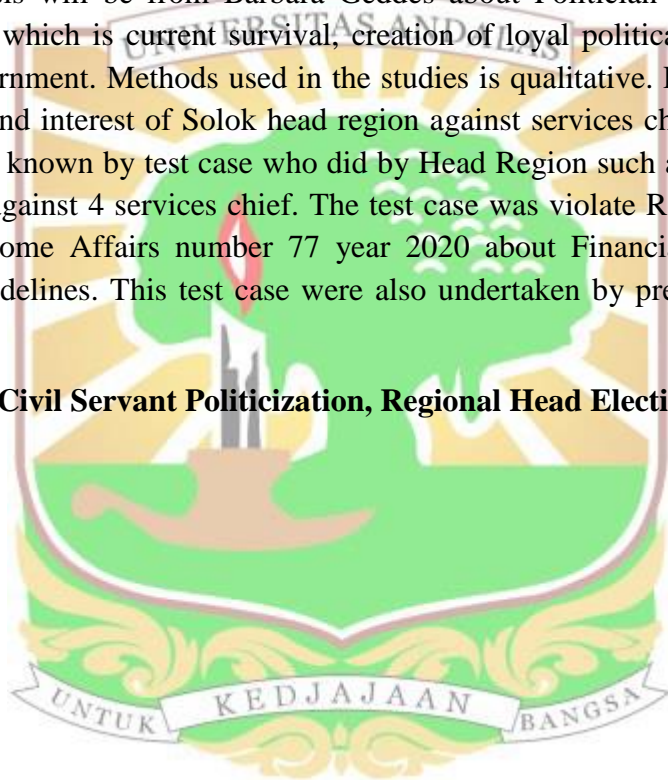 sis will be from Barbara Geddes about Politician
which is current survival, creation of loyal politica
UNIVERSITAS ANDALAS
rnment. Methods used in the studies is qualitative.
nd interest of Solok head region against services ch
known by test case who did by Head Region such a
gainst 4 services chief. The test case was violate R
ome Affairs number 77 year 2020 about Financia
delines. This test case were also undertaken by pre
Civil Servant Politicization, Regional Head Electi
UNTUK KEDJAJAAN BANGSA